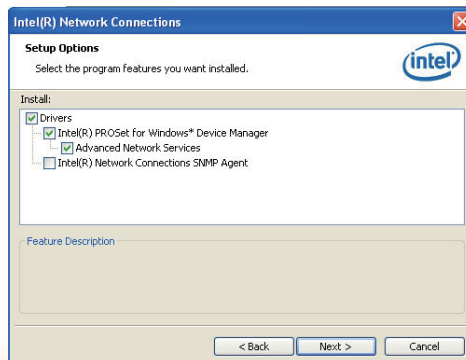 Intel(R) Network Connections
Setup Options
Select the program features you want installed.
intel
Install:
Drivers
Intel(R) PROSet for Windows* Device Manager
Advanced Network Services
Intel(R) Network Connections SNMP Agent
Feature Description
< Back Next > Cancel